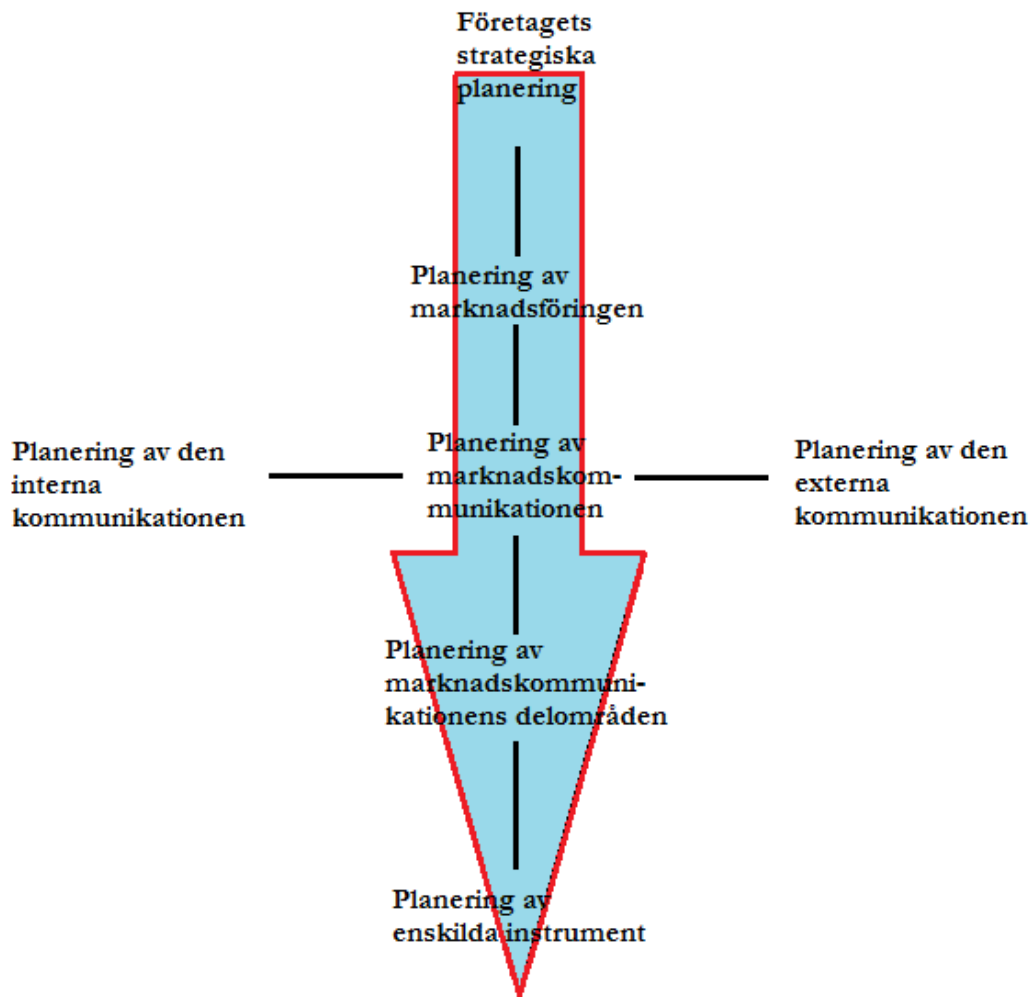 Företagets
strategiska
planering
Planering av
marknadsföringen
Planering av den
interna
kommunikationen
Planering av
marknadskom-
munikationen
Planering av den
externa
kommunikationen
Planering av
marknadskommuni-
kationens delområden
Planering av
enskilda instrument